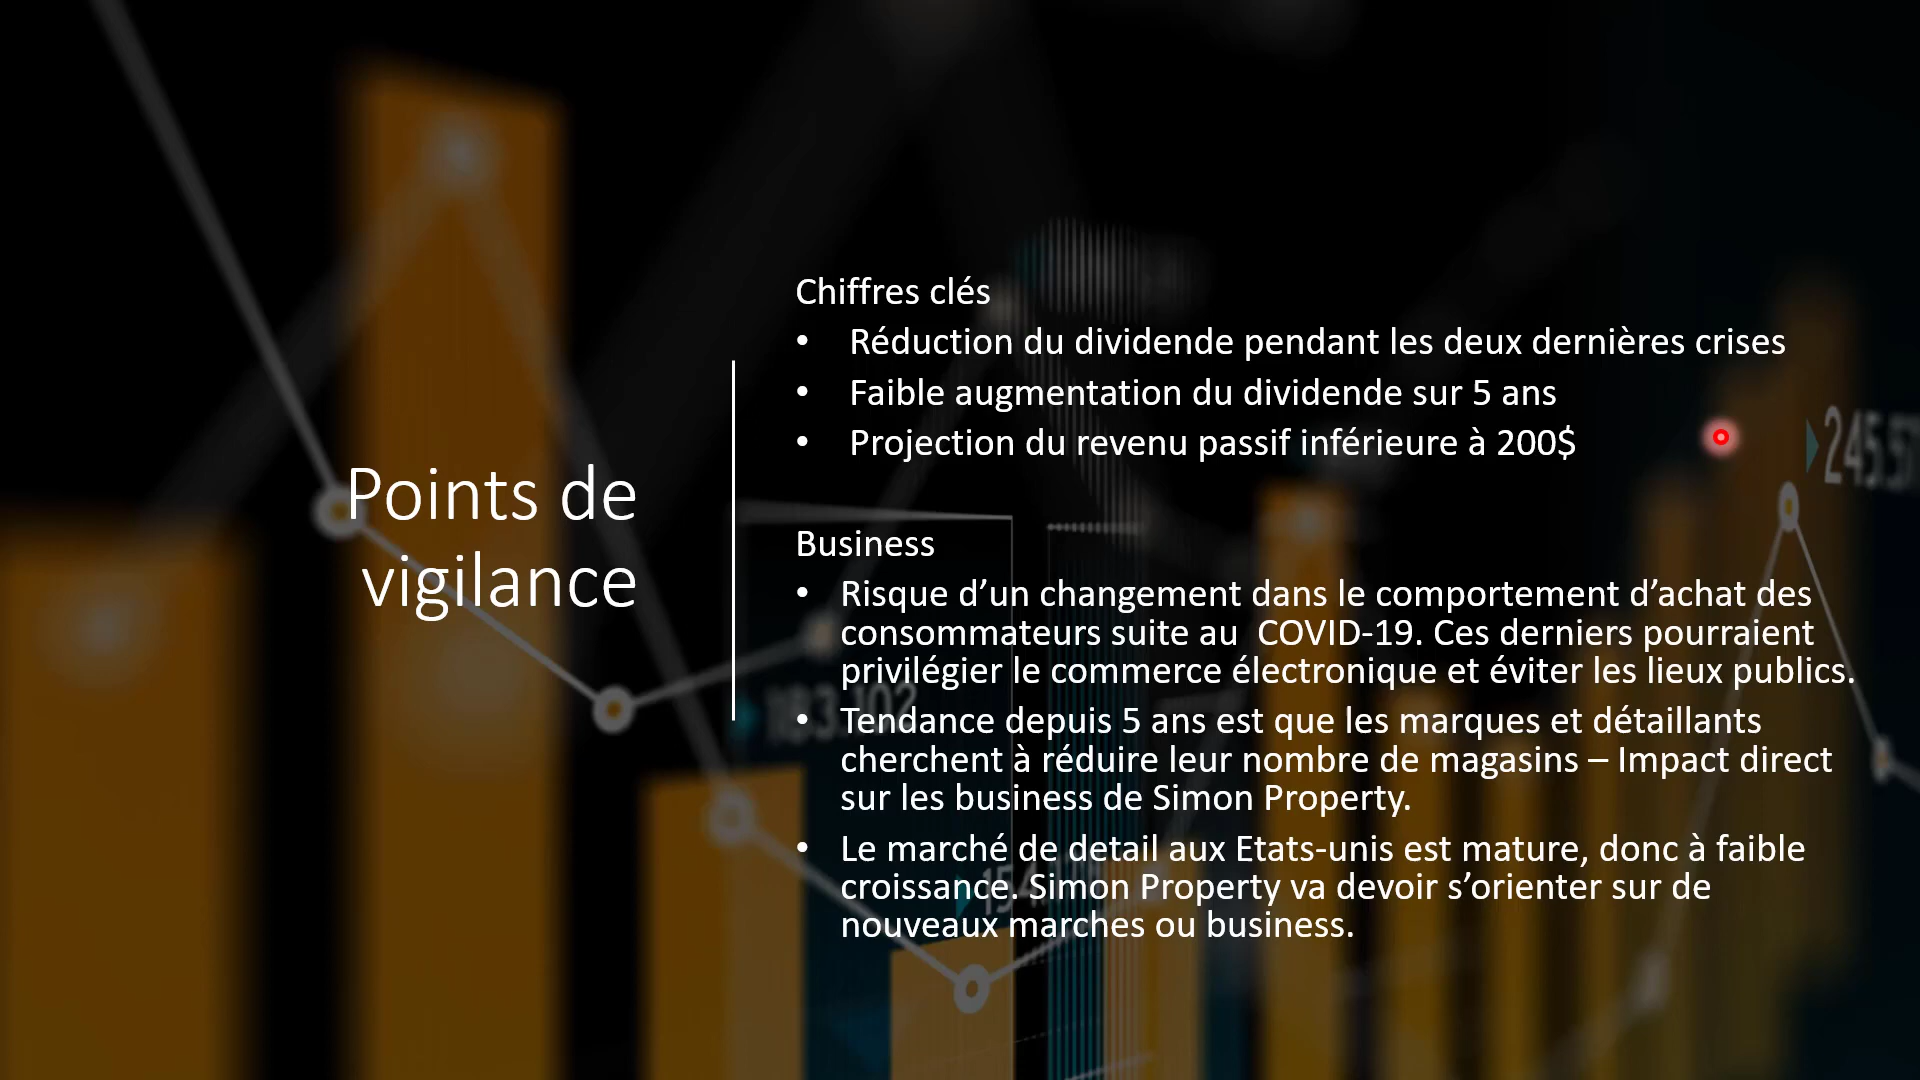 Points de
vigilance
Chiffres clés
• Réduction du dividende pendant les deux dernières crises
• Faible augmentation du dividende sur 5 ans
• Projection du revenu passif inférieure à 200$
Business
• Risque d’un changement dans le comportement d’achat des
consommateurs suite au  COVID-19. Ces derniers pourraient
privilégier le commerce électronique et éviter les lieux publics.
• Tendance depuis 5 ans est que les marques et détaillants
cherchent à réduire leur nombre de magasins – Impact direct
sur les business de Simon Property.
• Le marché de detail aux Etats-unis est mature, donc à faible
croissance. Simon Property va devoir s’orienter sur de
nouveaux marches ou business.
183.102